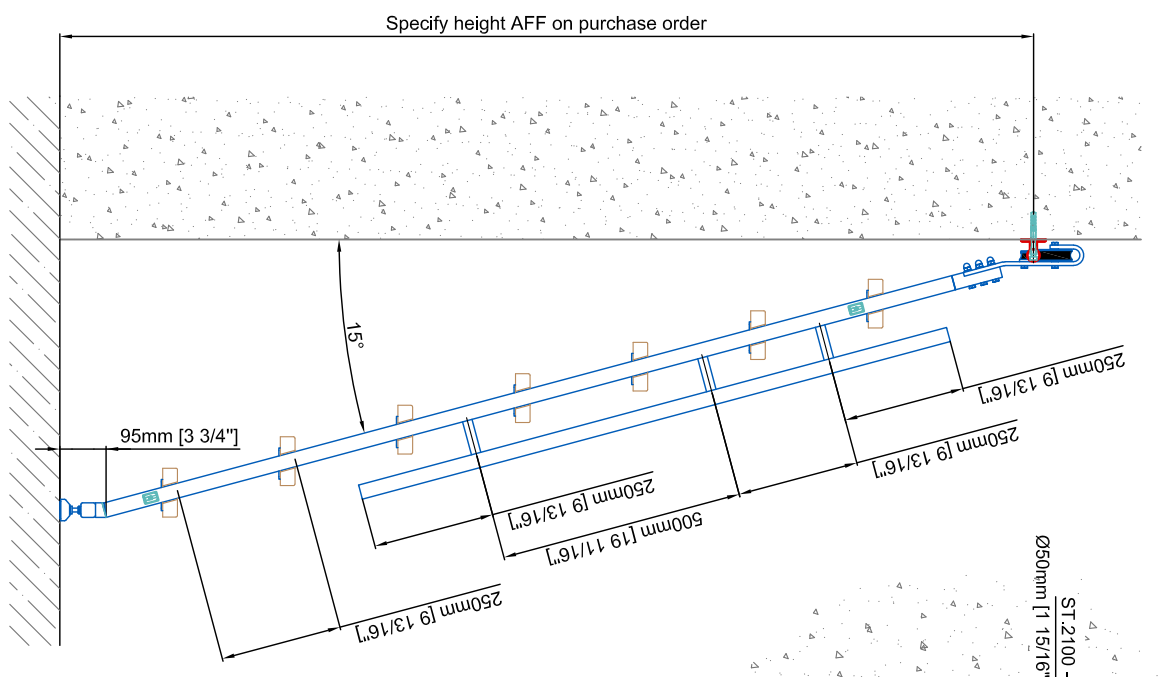 Specify height AFF on purchase order
15°
95mm [3 3/4"]
250mm [9 13/16"]
250mm [9 13/16"]
250mm [9 13/16"]
500mm [19 11/16"]
250mm [9 13/16"]
ST.2100 -
Ø50mm [1 15/16"